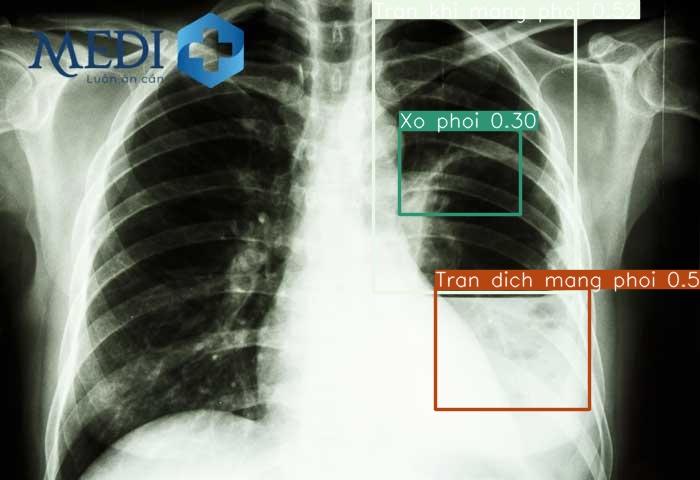 Tran khi mang phoi 0.52
MEDI
Luân ân cần
Xo phoi 0.30
Tran dich mang phoi 0.5